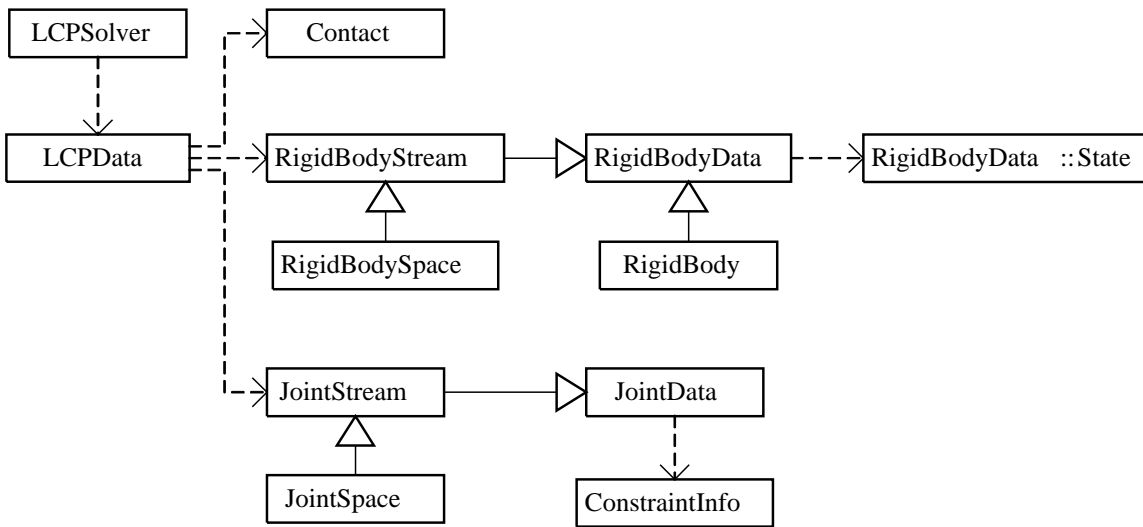 LCPSolver
Contact
LCPData
RigidBodyStream
RigidBodyData
RigidBodyData ::State
RigidBodySpace
RigidBody
JointStream
JointData
JointSpace
ConstraintInfo